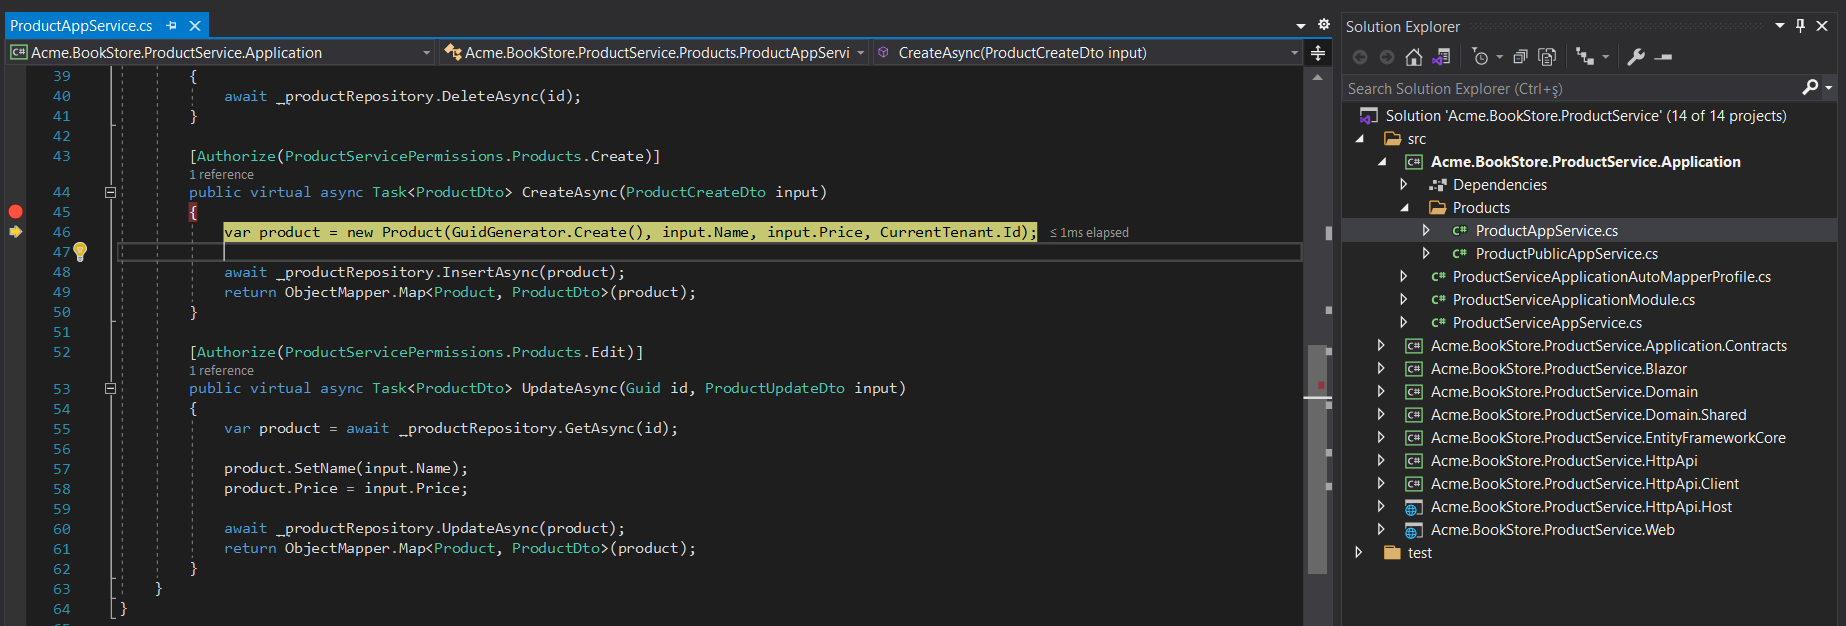 ProductAppService.cs
Acme.BookStore.ProductService.Application
Acme.BookStore.ProductService.Products.ProductAppServi
CreateAsync(ProductCreateDto input)
39 {
40 await _productRepository.DeleteAsync(id);
41 }
42
43 [Authorize(ProductServicePermissions.Products.Create)]
1 reference
44 public virtual async Task<ProductDto> CreateAsync(ProductCreateDto input)
45 {
46 var product = new Product(GuidGenerator.Create(), input.Name, input.Price, CurrentTenant.Id); ≤ 1ms elapsed
47
48 await _productRepository.InsertAsync(product);
49 return ObjectMapper.Map<Product, ProductDto>(product);
50 }
51
52 [Authorize(ProductServicePermissions.Products.Edit)]
1 reference
53 public virtual async Task<ProductDto> UpdateAsync(Guid id, ProductUpdateDto input)
54 {
55 var product = await _productRepository.GetAsync(id);
56
57 product.SetName(input.Name);
58 product.Price = input.Price;
59
60 await _productRepository.UpdateAsync(product);
61 return ObjectMapper.Map<Product, ProductDto>(product);
62 }
63 }
64 }
Solution Explorer
Search Solution Explorer (Ctrl+ş)
Solution 'Acme.BookStore.ProductService' (14 of 14 projects)
src
C# Acme.BookStore.ProductService.Application
Dependencies
Products
C# ProductAppService.cs
C# ProductPublicAppService.cs
C# ProductServiceApplicationAutoMapperProfile.cs
C# ProductServiceApplicationModule.cs
C# ProductServiceAppService.cs
C# Acme.BookStore.ProductService.Application.Contracts
C# Acme.BookStore.ProductService.Blazor
C# Acme.BookStore.ProductService.Domain
C# Acme.BookStore.ProductService.Domain.Shared
C# Acme.BookStore.ProductService.EntityFrameworkCore
C# Acme.BookStore.ProductService.HttpApi
C# Acme.BookStore.ProductService.HttpApi.Client
Acme.BookStore.ProductService.HttpApi.Host
Acme.BookStore.ProductService.Web
test